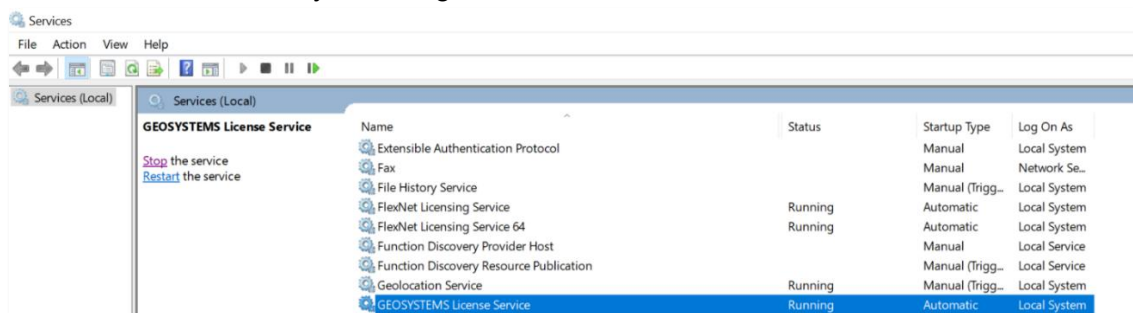 Services
File Action View Help
Services (Local)
Services (Local)
GEOSYSTEMS License Service
Stop the service
Restart the service
Name Status Startup Type Log On As
Extensible Authentication Protocol Manual Local System
Fax Manual Network Se...
File History Service Manual (Trigg... Local System
FlexNet Licensing Service Running Automatic Local System
FlexNet Licensing Service 64 Running Automatic Local System
Function Discovery Provider Host Manual Local Service
Function Discovery Resource Publication Manual (Trigg... Local Service
Geolocation Service Running Manual (Trigg... Local System
GEOSYSTEMS License Service Running Automatic Local System